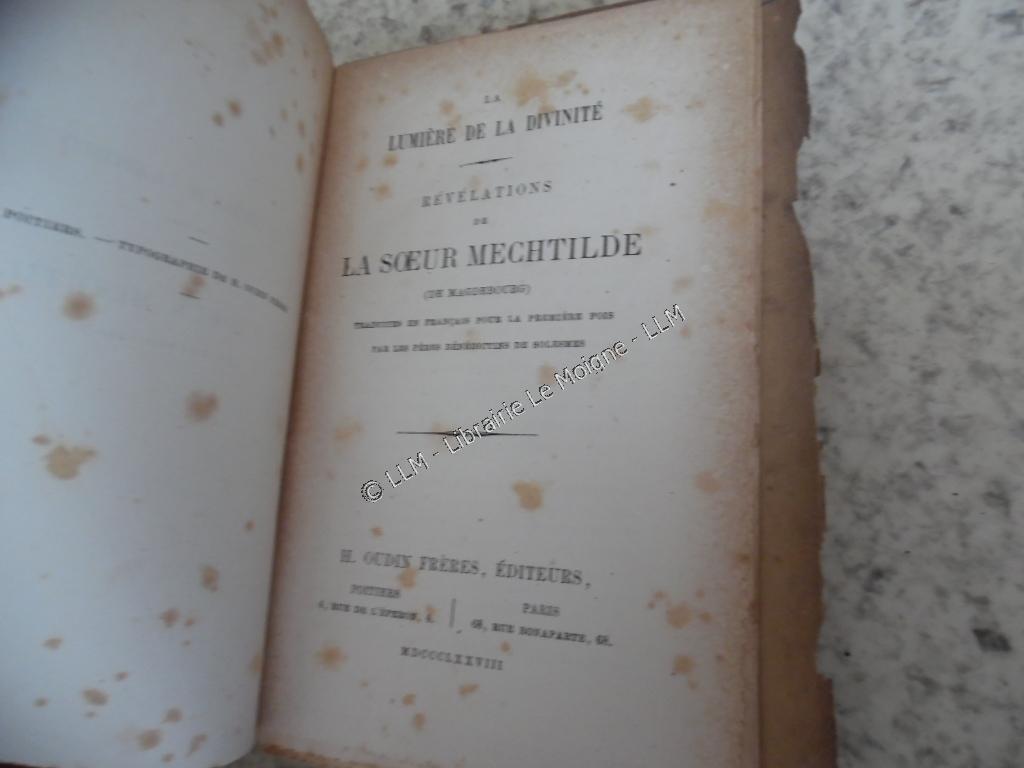 POITIERS. — TYPOGRAPHIE DE H. OUDIN FRÈRES
LA
LUMIÈRE DE LA DIVINITÉ
RÉVÉLATIONS
DE
LA SŒUR MECHTILDE
(DE MAGDEBOURG)
TRADUITES EN FRANÇAIS POUR LA PREMIÈRE FOIS
PAR LES PÈRES BÉNÉDICTINS DE SOLESMES
© LLM - Librairie Le Moigne - LLM
H. OUDIN FRÈRES, ÉDITEURS,
POITIERS
4, RUE DE L'ÉPERON, 4.
PARIS
68, RUE BONAPARTE, 68.
MDCCCLXXVIII